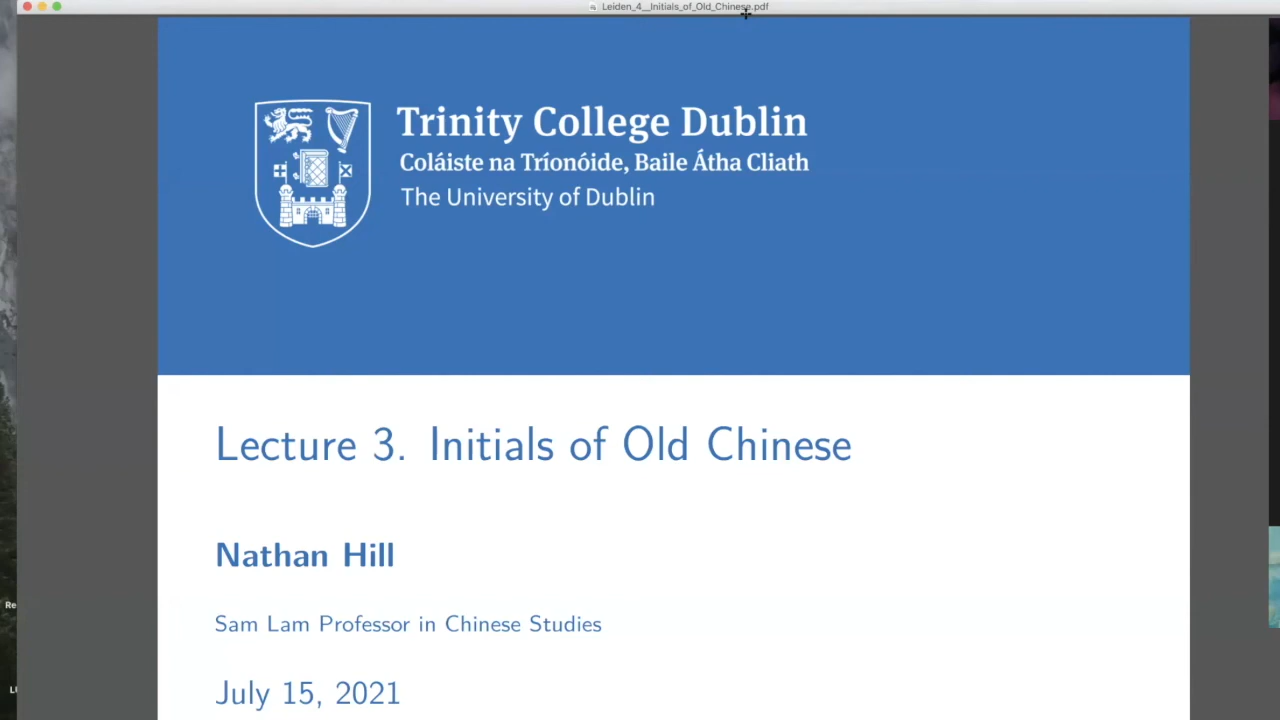 Leiden_4__Initials_of_Old_Chinese.pdf
Trinity College Dublin
Coláiste na Tríonóide, Baile Átha Cliath
The University of Dublin
Lecture 3. Initials of Old Chinese
Nathan Hill
Sam Lam Professor in Chinese Studies
Re
July 15, 2021